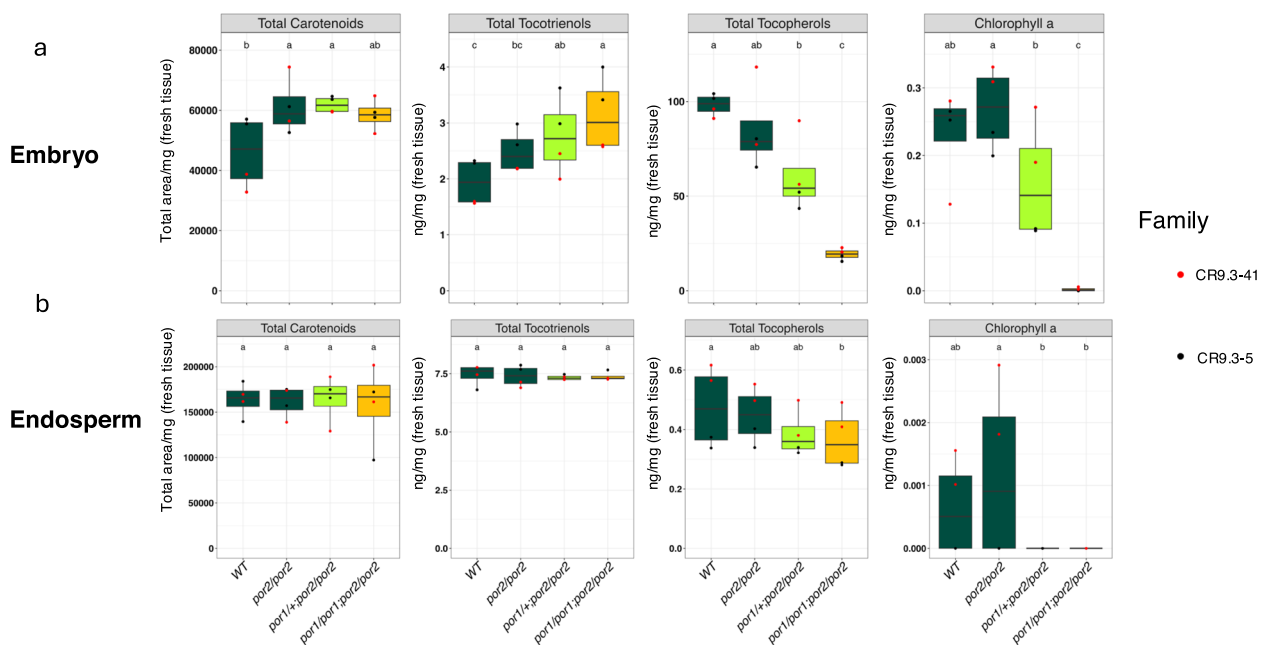 a
Embryo
Total Carotenoids
Total area/mg (fresh tissue)
80000
60000
40000
20000
0
b a a ab
Total Tocotrienols
ng/mg (fresh tissue)
4
3
2
1
0
c bc ab a
Total Tocopherols
ng/mg (fresh tissue)
100
50
0
a ab b c
Chlorophyll a
ng/mg (fresh tissue)
0.3
0.2
0.1
0.0
ab a b c
Family
CR9.3-41
CR9.3-5
b
Endosperm
Total Carotenoids
Total area/mg (fresh tissue)
200000
150000
100000
50000
0
a a a a
WT
por2/por2
por1/+;por2/por2
por1/por1;por2/por2
Total Tocotrienols
ng/mg (fresh tissue)
7.5
5.0
2.5
0.0
a a a a
WT
por2/por2
por1/+;por2/por2
por1/por1;por2/por2
Total Tocopherols
ng/mg (fresh tissue)
0.6
0.4
0.2
0.0
a ab ab b
WT
por2/por2
por1/+;por2/por2
por1/por1;por2/por2
Chlorophyll a
ng/mg (fresh tissue)
0.003
0.002
0.001
0.000
ab a b b
WT
por2/por2
por1/+;por2/por2
por1/por1;por2/por2